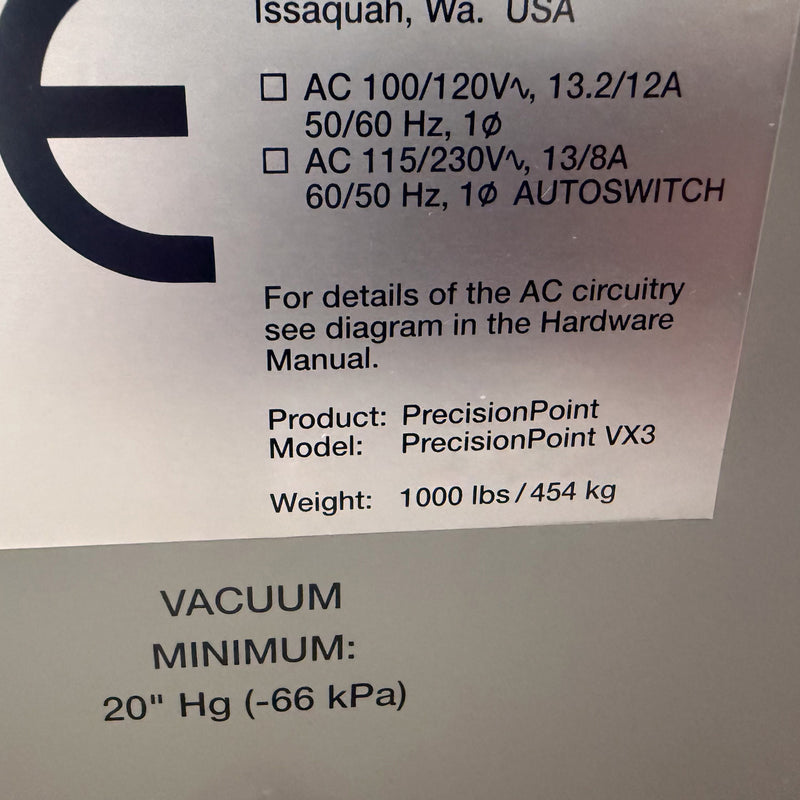 Issaquah, Wa. USA
☐ AC 100/120V∿, 13.2/12A
50/60 Hz, 1ø
☐ AC 115/230V∿, 13/8A
60/50 Hz, 1ø AUTOSWITCH
For details of the AC circuitry
see diagram in the Hardware
Manual.
Product: PrecisionPoint
Model: PrecisionPoint VX3
Weight: 1000 lbs / 454 kg
VACUUM
MINIMUM:
20" Hg (-66 kPa)